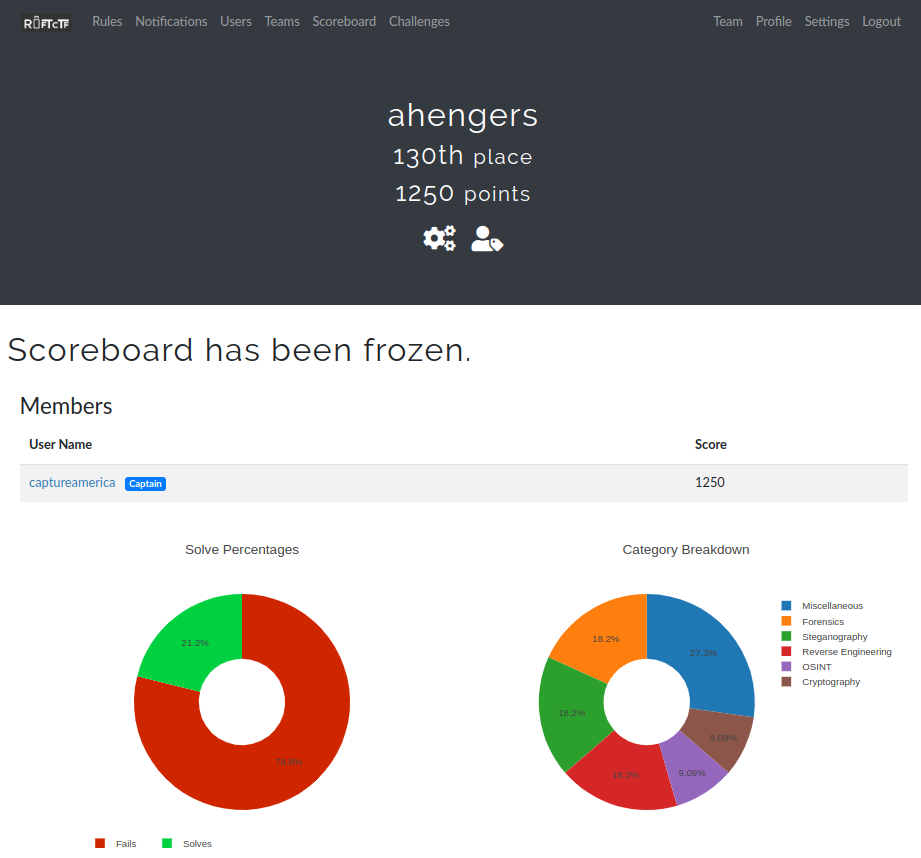 RIFTCTF Rules Notifications Users Teams Scoreboard Challenges Team Profile Settings Logout
ahengers
130th place
1250 points
Scoreboard has been frozen.
Members
User Name Score
captureamerica Captain 1250
Solve Percentages
21.2%
78.8%
Fails Solves
Category Breakdown
27.3%
18.2%
18.2%
18.2%
9.09%
9.09%
Miscellaneous
Forensics
Steganography
Reverse Engineering
OSINT
Cryptography